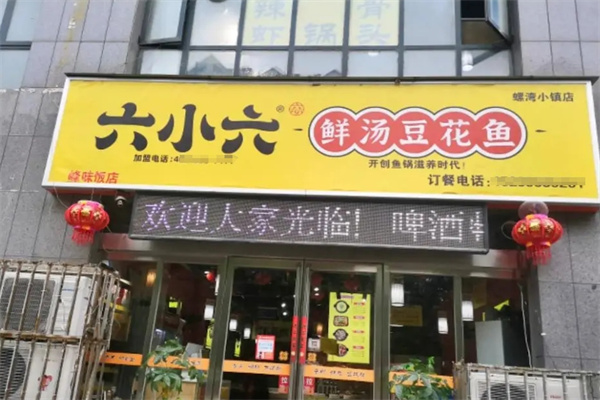 辣 锅 骨
虾 头
螺湾小镇店
六小六® 鲜汤豆花鱼
加盟电话:4
开创鱼锅滋养时代!
峰味饭店
订餐电话:
欢迎大家光临! 啤酒